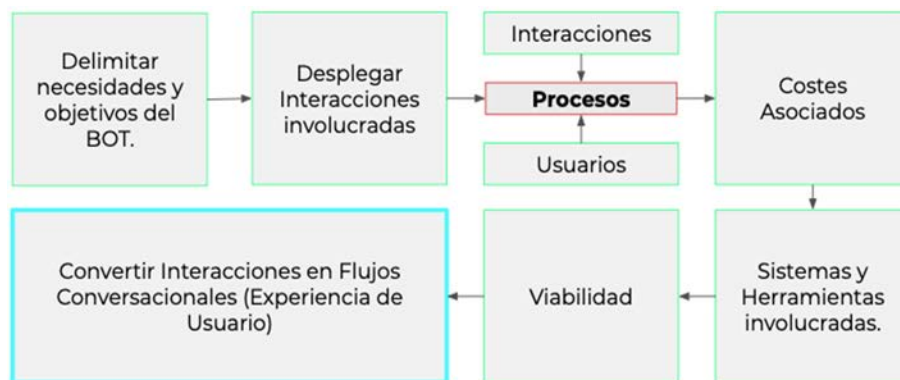 Delimitar
necesidades y
objetivos del
BOT.
Desplegar
Interacciones
involucradas
Interacciones
Procesos
Usuarios
Costes
Asociados
Sistemas y
Herramientas
involucradas.
Viabilidad
Convertir Interacciones en Flujos
Conversacionales (Experiencia de
Usuario)